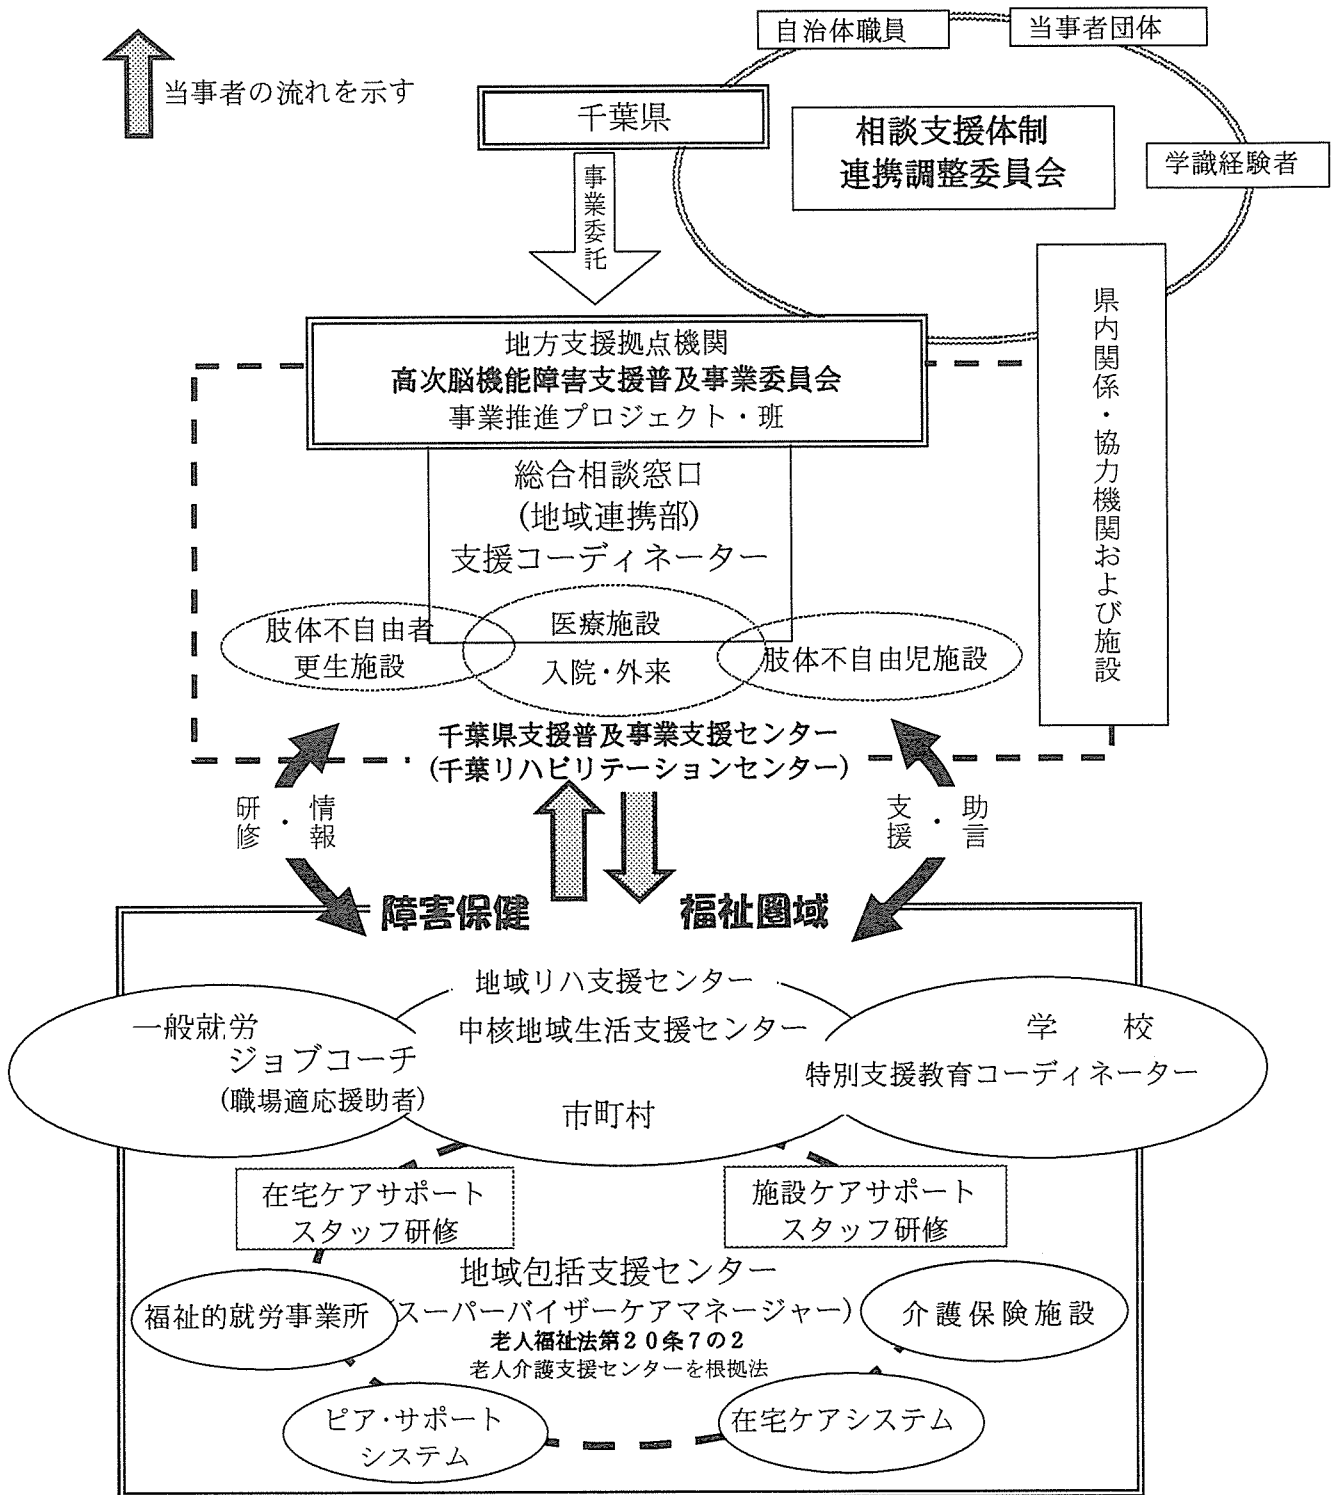 自治体職員
当事者団体
当事者の流れを示す
千葉県
相談支援体制
連携調整委員会
学識経験者
事業委託
県内関係・協力機関および施設
地方支援拠点機関
高次脳機能障害支援普及事業委員会
事業推進プロジェクト・班
総合相談窓口
(地域連携部)
支援コーディネーター
肢体不自由者
更生施設
医療施設
入院・外来
肢体不自由児施設
千葉県支援普及事業支援センター
(千葉リハビリテーションセンター)
研修・情報
支援・助言
障害保健 福祉圏域
地域リハ支援センター
中核地域生活支援センター
市町村
一般就労
ジョブコーチ
(職場適応援助者)
学 校
特別支援教育コーディネーター
在宅ケアサポート
スタッフ研修
施設ケアサポート
スタッフ研修
地域包括支援センター
(スーパーバイザーケアマネージャー)
老人福祉法第20条7の2
老人介護支援センターを根拠法
福祉的就労事業所
介護保険施設
ピア・サポート
システム
在宅ケアシステム